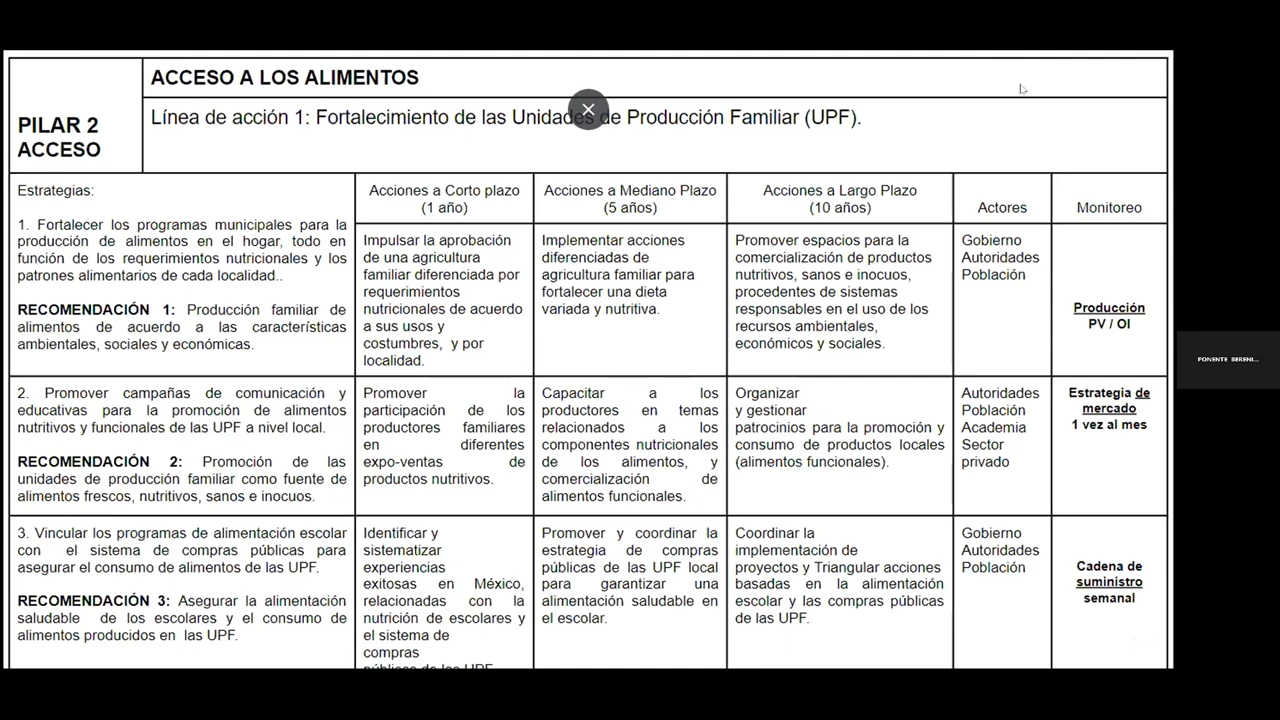 ACCESO A LOS ALIMENTOS
PILAR 2
ACCESO
Línea de acción 1: Fortalecimiento de las Unidades de Producción Familiar (UPF).
Estrategias:
1. Fortalecer los programas municipales para la
producción de alimentos en el hogar, todo en
función de los requerimientos nutricionales y los
patrones alimentarios de cada localidad..
RECOMENDACIÓN 1: Producción familiar de
alimentos de acuerdo a las características
ambientales, sociales y económicas.
Acciones a Corto plazo
(1 año)
Impulsar la aprobación
de una agricultura
familiar diferenciada por
requerimientos
nutricionales de acuerdo
a sus usos y
costumbres, y por
localidad.
Acciones a Mediano Plazo
(5 años)
Implementar acciones
diferenciadas de
agricultura familiar para
fortalecer una dieta
variada y nutritiva.
Acciones a Largo Plazo
(10 años)
Promover espacios para la
comercialización de productos
nutritivos, sanos e inocuos,
procedentes de sistemas
responsables en el uso de los
recursos ambientales,
económicos y sociales.
Actores
Gobierno
Autoridades
Población
Monitoreo
Producción
PV / OI
2. Promover campañas de comunicación y
educativas para la promoción de alimentos
nutritivos y funcionales de las UPF a nivel local.
RECOMENDACIÓN 2: Promoción de las
unidades de producción familiar como fuente de
alimentos frescos, nutritivos, sanos e inocuos.
Promover la
participación de los
productores familiares
en diferentes
expo-ventas de
productos nutritivos.
Capacitar a los
productores en temas
relacionados a los
componentes nutricionales
de los alimentos, y
comercialización de
alimentos funcionales.
Organizar
y gestionar
patrocinios para la promoción y
consumo de productos locales
(alimentos funcionales).
Autoridades
Población
Academia
Sector
privado
Estrategia de
mercado
1 vez al mes
3. Vincular los programas de alimentación escolar
con el sistema de compras públicas para
asegurar el consumo de alimentos de las UPF.
RECOMENDACIÓN 3: Asegurar la alimentación
saludable de los escolares y el consumo de
alimentos producidos en las UPF.
Identificar y
sistematizar
experiencias
exitosas en México,
relacionadas con la
nutrición de escolares y
el sistema de
compras
públicas de las UPF
Promover y coordinar la
estrategia de compras
públicas de las UPF local
para garantizar una
alimentación saludable en
el escolar.
Coordinar la
implementación de
proyectos y Triangular acciones
basadas en la alimentación
escolar y las compras públicas
de las UPF.
Gobierno
Autoridades
Población
Cadena de
suministro
semanal
PONENTE BERENI...